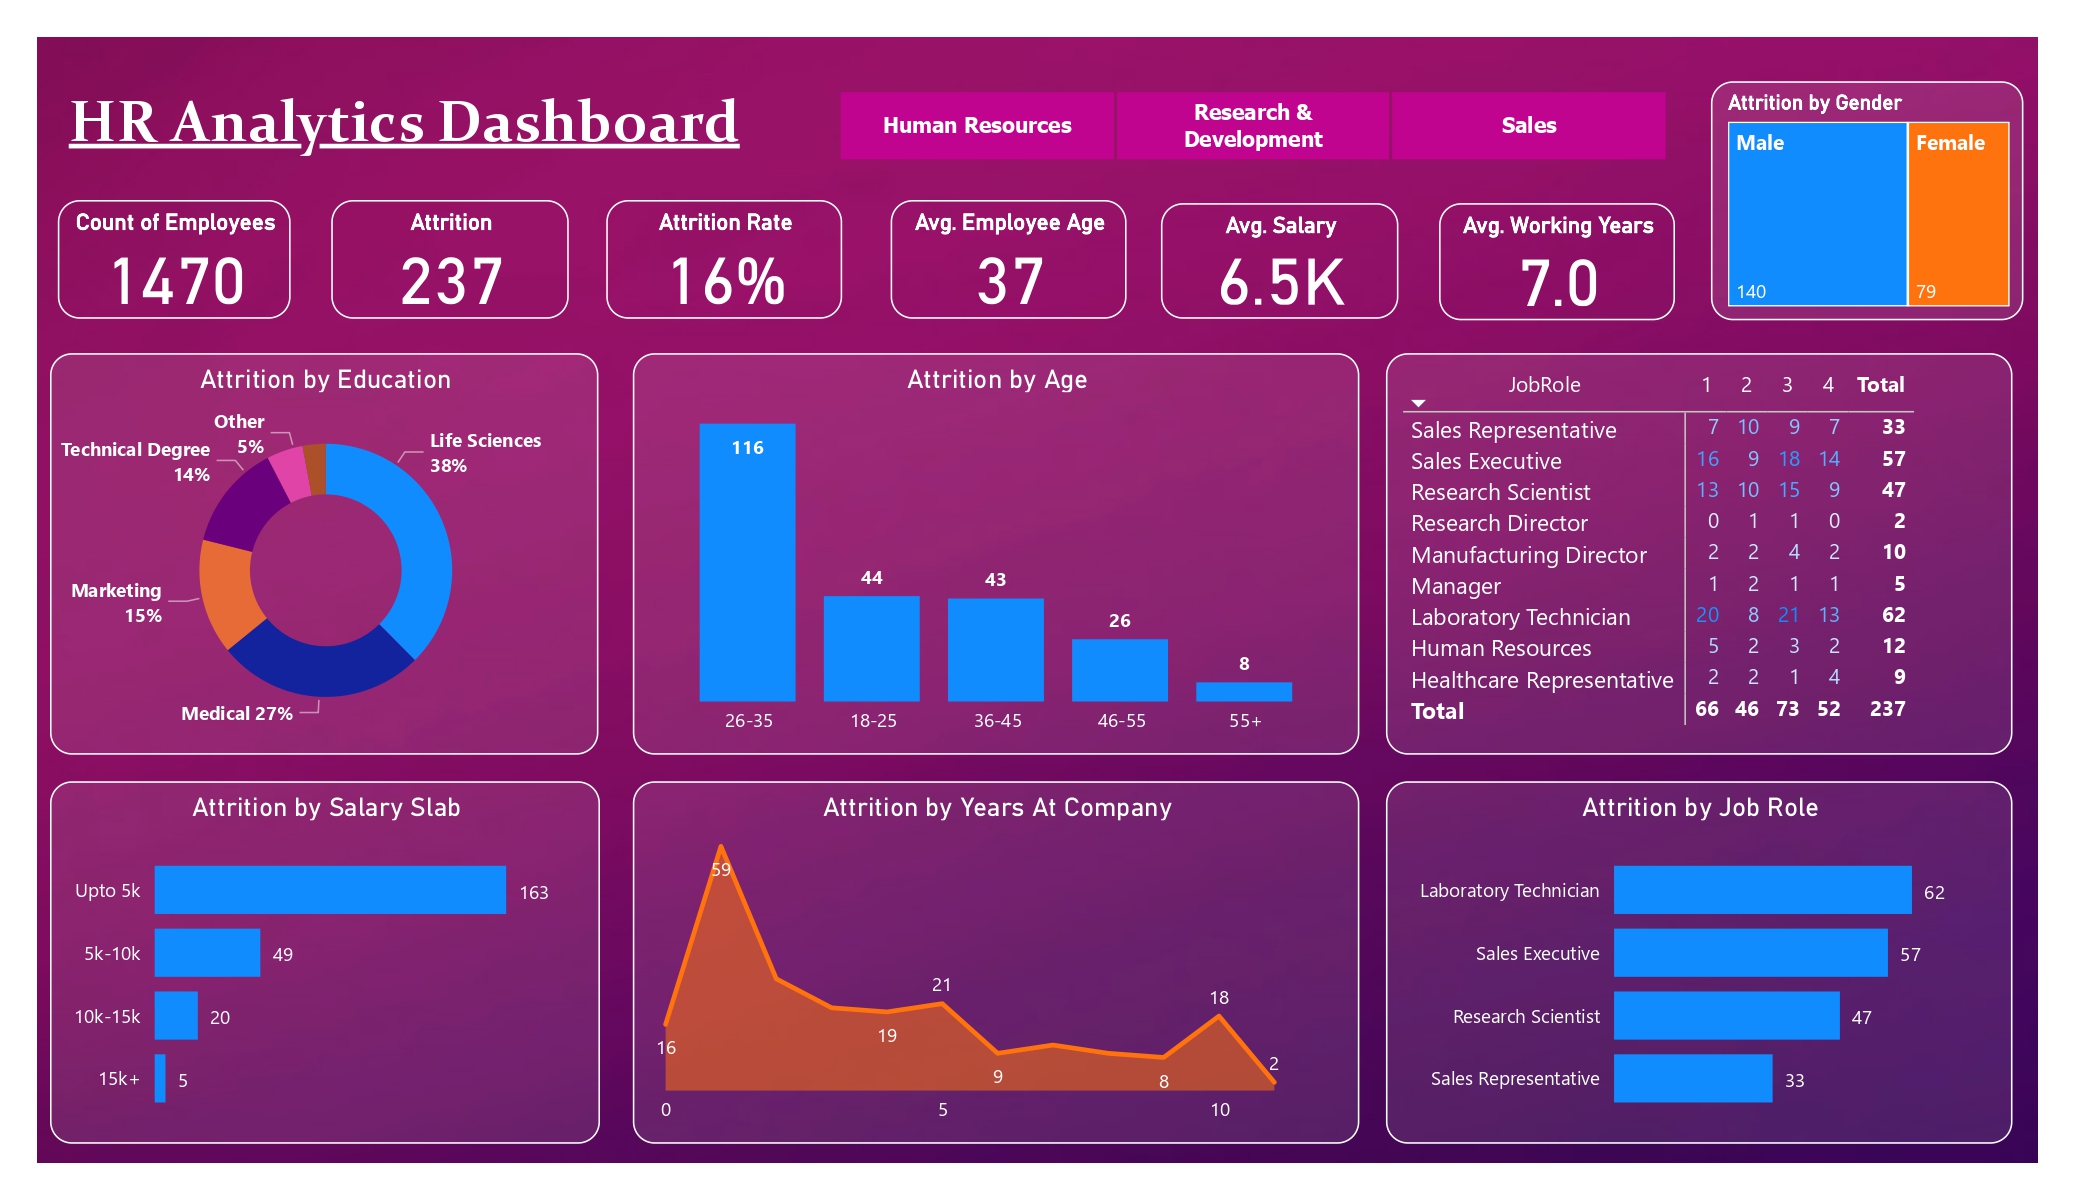 HR Analytics Dashboard
Human Resources
Research &
Development
Sales
Attrition by Gender
Male
140
Female
79
Count of Employees
1470
Attrition
237
Attrition Rate
16%
Avg. Employee Age
37
Avg. Salary
6.5K
Avg. Working Years
7.0
Attrition by Education
Other
5%
Technical Degree
14%
Life Sciences
38%
Marketing
15%
Medical 27%
Attrition by Age
116
44
43
26
8
26-35 18-25 36-45 46-55 55+
JobRole 1 2 3 4 Total
Sales Representative 7 10 9 7 33
Sales Executive 16 9 18 14 57
Research Scientist 13 10 15 9 47
Research Director 0 1 1 0 2
Manufacturing Director 2 2 4 2 10
Manager 1 2 1 1 5
Laboratory Technician 20 8 21 13 62
Human Resources 5 2 3 2 12
Healthcare Representative 2 2 1 4 9
Total 66 46 73 52 237
Attrition by Salary Slab
Upto 5k 163
5k-10k 49
10k-15k 20
15k+ 5
Attrition by Years At Company
16
59
19
21
9
8
18
2
0 5 10
Attrition by Job Role
Laboratory Technician 62
Sales Executive 57
Research Scientist 47
Sales Representative 33